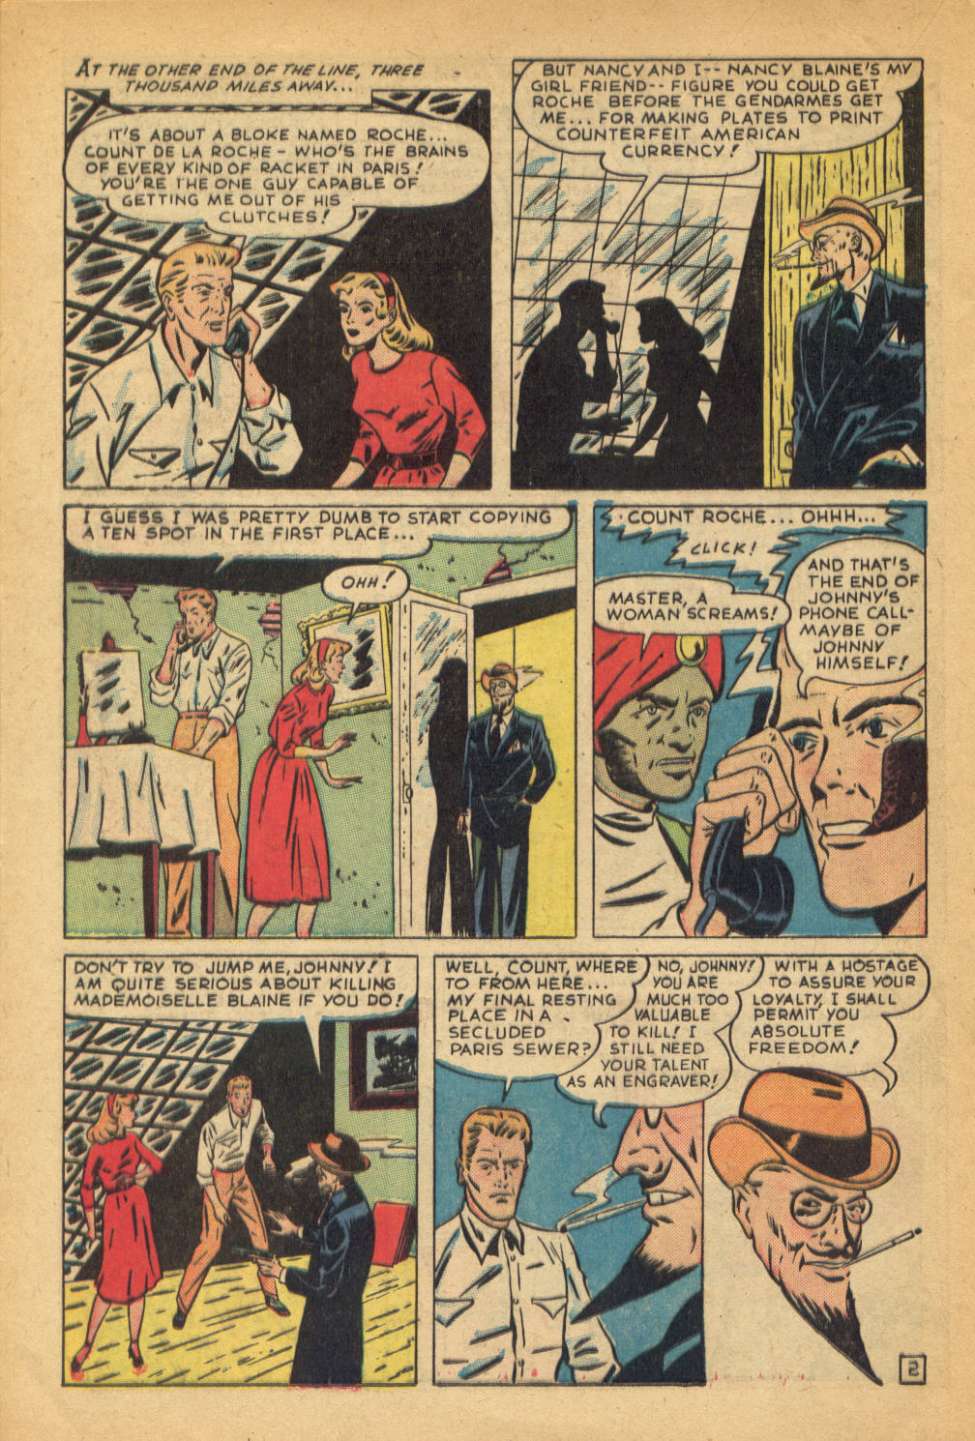 AT THE OTHER END OF THE LINE, THREE
THOUSAND MILES AWAY...
IT'S ABOUT A BLOKE NAMED ROCHE...
COUNT DE LA ROCHE - WHO'S THE BRAINS
OF EVERY KIND OF RACKET IN PARIS!
YOU'RE THE ONE GUY CAPABLE OF
GETTING ME OUT OF HIS
CLUTCHES!
BUT NANCY AND I-- NANCY BLAINE'S MY
GIRL FRIEND-- FIGURE YOU COULD GET
ROCHE BEFORE THE GENDARMES GET
ME... FOR MAKING PLATES TO PRINT
COUNTERFEIT AMERICAN
CURRENCY!
I GUESS I WAS PRETTY DUMB TO START COPYING
A TEN SPOT IN THE FIRST PLACE...
OHH!
COUNT ROCHE... OHHH...
CLICK!
MASTER, A
WOMAN SCREAMS!
AND THAT'S
THE END OF
JOHNNY'S
PHONE CALL-
MAYBE OF
JOHNNY
HIMSELF!
DON'T TRY TO JUMP ME, JOHNNY! I
AM QUITE SERIOUS ABOUT KILLING
MADEMOISELLE BLAINE IF YOU DO!
WELL, COUNT, WHERE
TO FROM HERE...
MY FINAL RESTING
PLACE IN A
SECLUDED
PARIS SEWER?
NO, JOHNNY!
YOU ARE
MUCH TOO
VALUABLE
TO KILL! I
STILL NEED
YOUR TALENT
AS AN ENGRAVER!
WITH A HOSTAGE
TO ASSURE YOUR
LOYALTY, I SHALL
PERMIT YOU
ABSOLUTE
FREEDOM!
2